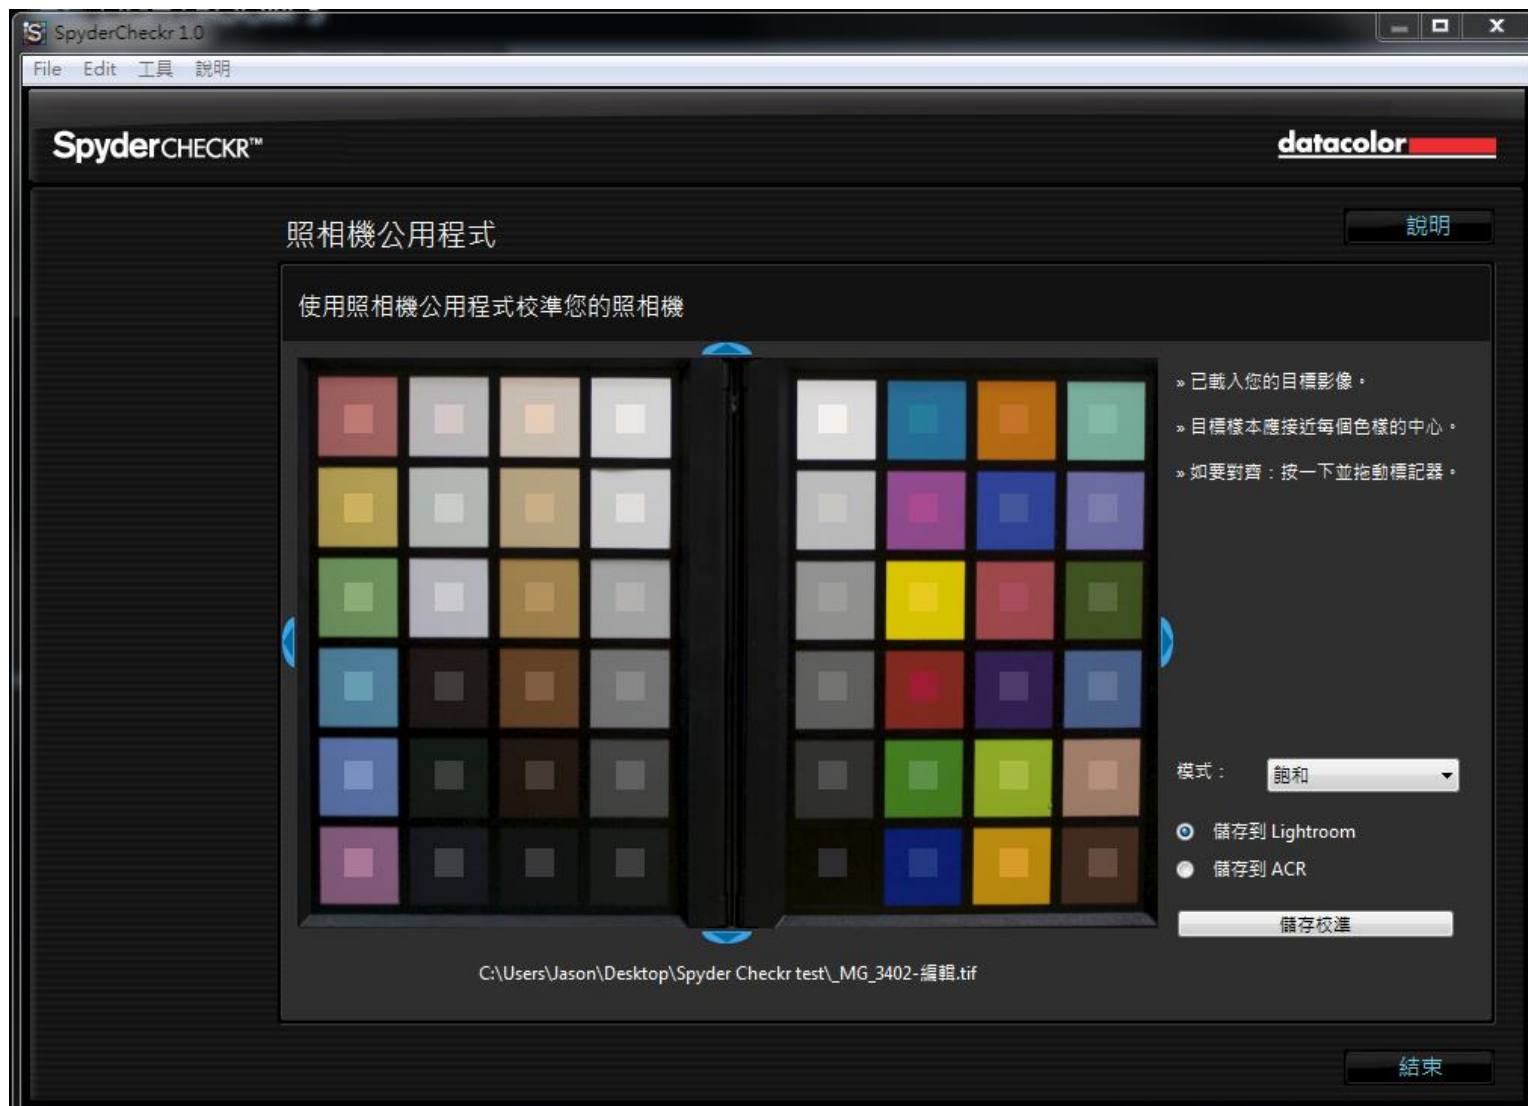 SpyderCheckr 1.0
File Edit 工具 說明
SpyderCHECKR™
datacolor
照相機公用程式
說明
使用照相機公用程式校準您的照相機
» 已載入您的目標影像。
» 目標樣本應接近每個色樣的中心。
» 如要對齊：按一下並拖動標記器。
模式： 飽和
儲存到 Lightroom
儲存到 ACR
儲存校準
C:\Users\Jason\Desktop\Spyder Checkr test\_MG_3402-編輯.tif
結束